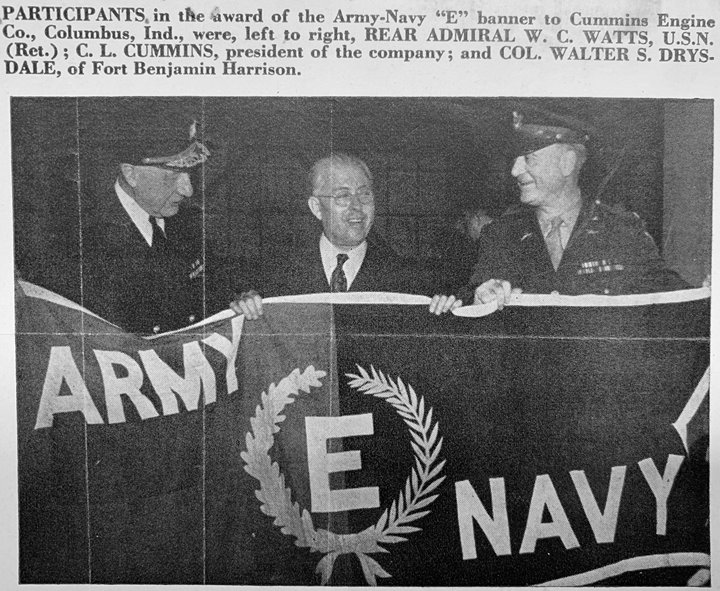 PARTICIPANTS in the award of the Army-Navy “E” banner to Cummins Engine
Co., Columbus, Ind., were, left to right, REAR ADMIRAL W. C. WATTS, U.S.N.
(Ret.); C. L. CUMMINS, president of the company; and COL. WALTER S. DRYS-
DALE, of Fort Benjamin Harrison.
ARMY
E
NAVY